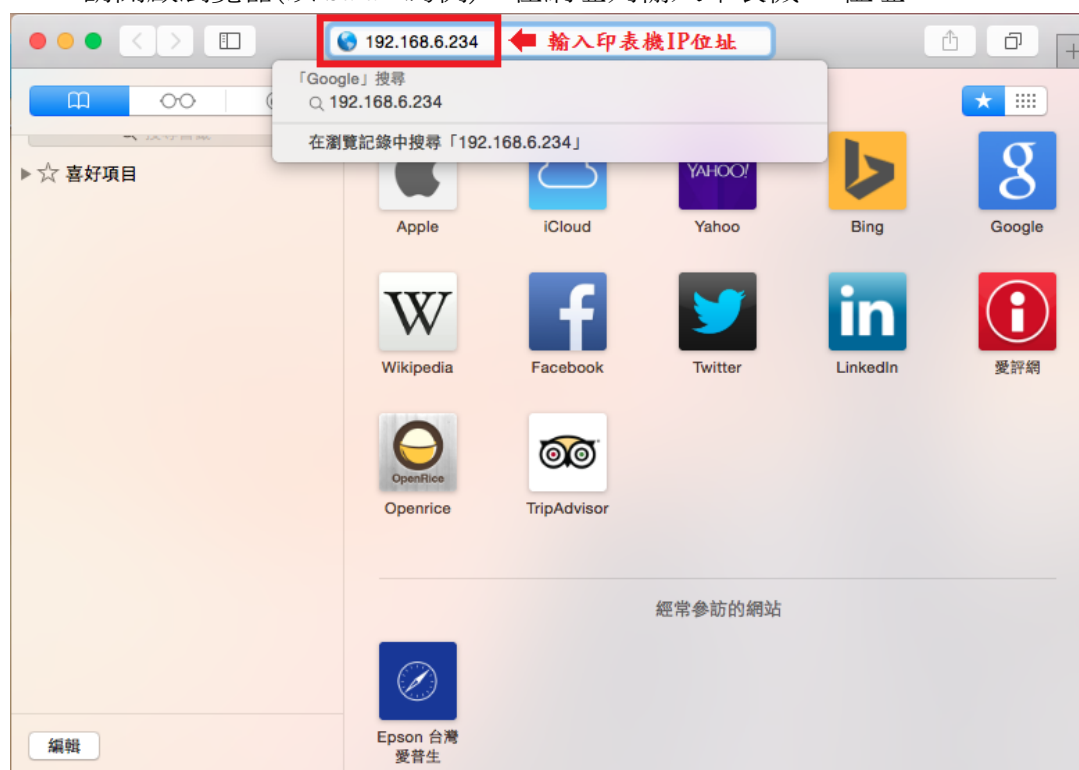 192.168.6.234
輸入印表機IP位址
「Google」搜尋
192.168.6.234
在瀏覽記錄中搜尋「192.168.6.234」
喜好項目
YAHOO!
Apple
iCloud
Yahoo
Bing
Google
W
f
in
Wikipedia
Facebook
Twitter
LinkedIn
愛評網
OpenRice
Openrice
TripAdvisor
經常參訪的網站
編輯
Epson 台灣
愛普生